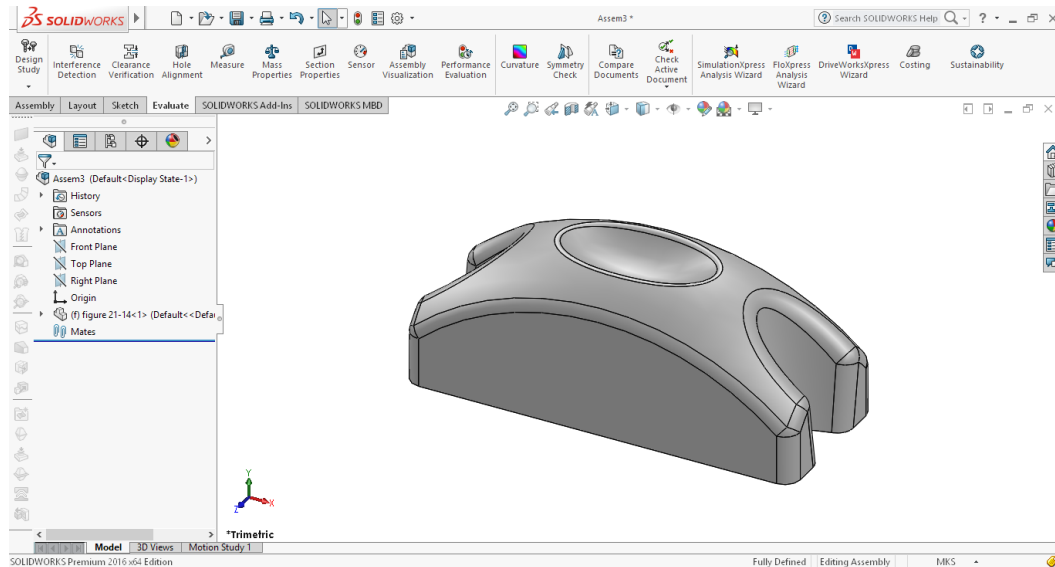 SOLIDWORKS
Assem3 *
Search SOLIDWORKS Help
Design Study
Interference Detection
Clearance Verification
Hole Alignment
Measure
Mass Properties
Section Properties
Sensor
Assembly Visualization
Performance Evaluation
Curvature
Symmetry Check
Compare Documents
Check Active Document
SimulationXpress Analysis Wizard
FloXpress Analysis Wizard
DriveWorksXpress Wizard
Costing
Sustainability
Assembly Layout Sketch Evaluate SOLIDWORKS Add-Ins SOLIDWORKS MBD
Assem3 (Default<Display State-1>)
History
Sensors
A Annotations
Front Plane
Top Plane
Right Plane
Origin
(f) figure 21-14<1> (Default<<Defau
Mates
Y
X
Z
*Trimetric
Model 3D Views Motion Study 1
SOLIDWORKS Premium 2016 x64 Edition
Fully Defined Editing Assembly MKS